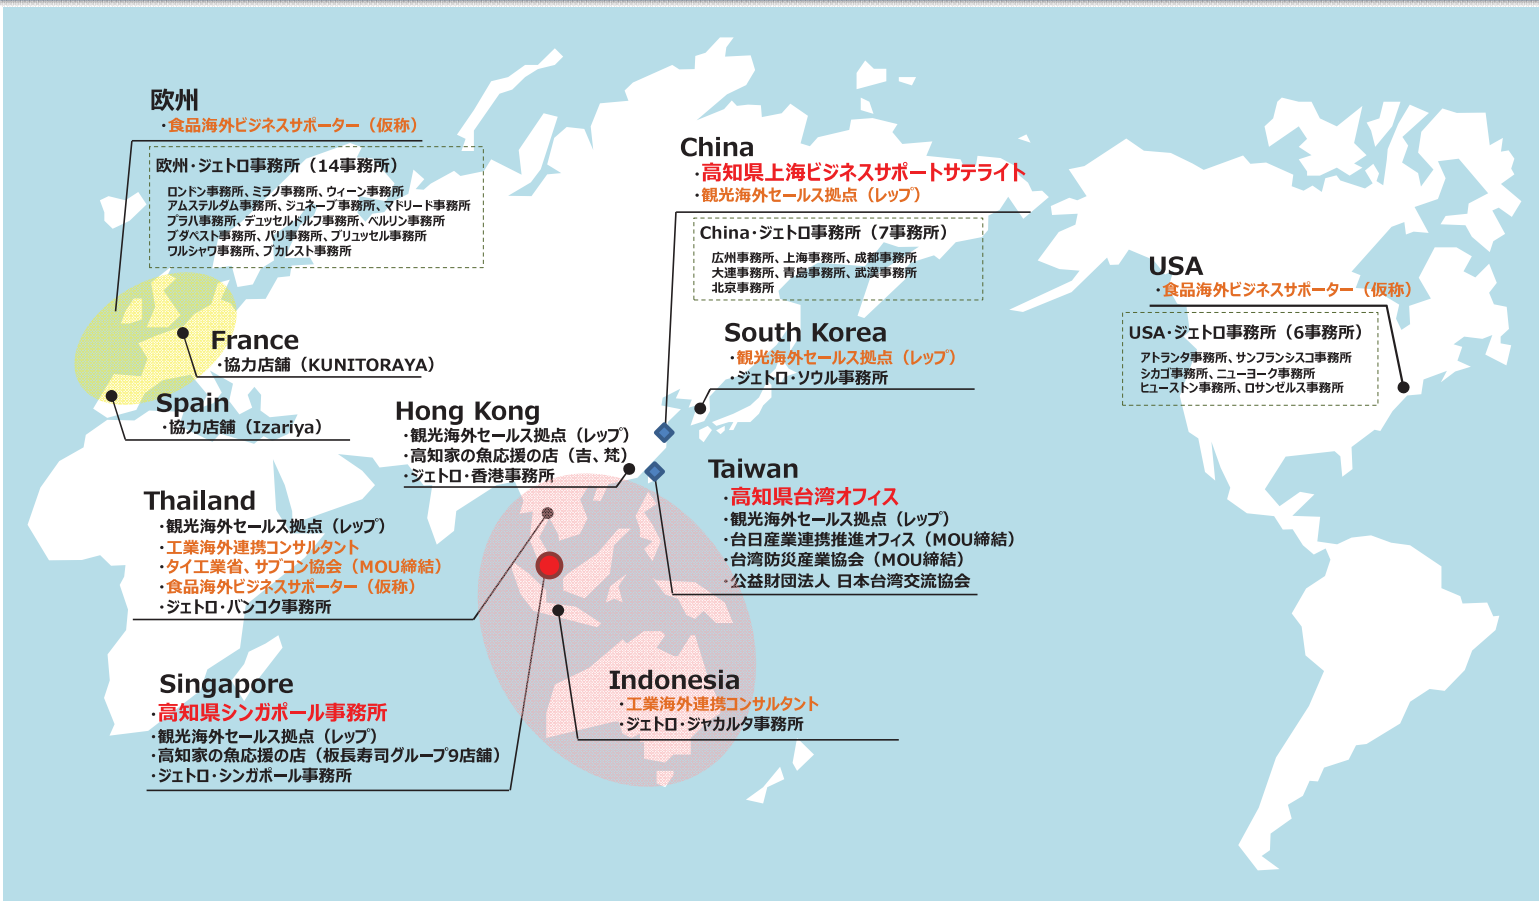 欧州
・食品海外ビジネスサポーター（仮称）
欧州・ジェトロ事務所（14事務所）
ロンドン事務所、ミラノ事務所、ウィーン事務所
アムステルダム事務所、ジュネーブ事務所、マドリード事務所
プラハ事務所、デュッセルドルフ事務所、ベルリン事務所
ブダペスト事務所、パリ事務所、ブリュッセル事務所
ワルシャワ事務所、ブカレスト事務所
France
・協力店舗（KUNITORAYA）
Spain
・協力店舗（Izariya）
China
・高知県上海ビジネスサポートサテライト
・観光海外セールス拠点（レップ）
China・ジェトロ事務所（7事務所）
広州事務所、上海事務所、成都事務所
大連事務所、青島事務所、武漢事務所
北京事務所
USA
・食品海外ビジネスサポーター（仮称）
USA・ジェトロ事務所（6事務所）
アトランタ事務所、サンフランシスコ事務所
シカゴ事務所、ニューヨーク事務所
ヒューストン事務所、ロサンゼルス事務所
South Korea
・観光海外セールス拠点（レップ）
・ジェトロ・ソウル事務所
Hong Kong
・観光海外セールス拠点（レップ）
・高知家の魚応援の店（吉、梵）
・ジェトロ・香港事務所
Taiwan
・高知県台湾オフィス
・観光海外セールス拠点（レップ）
・台日産業連携推進オフィス（MOU締結）
・台湾防災産業協会（MOU締結）
・公益財団法人 日本台湾交流協会
Thailand
・観光海外セールス拠点（レップ）
・工業海外連携コンサルタント
・タイ工業省、サブコン協会（MOU締結）
・食品海外ビジネスサポーター（仮称）
・ジェトロ・バンコク事務所
Singapore
・高知県シンガポール事務所
・観光海外セールス拠点（レップ）
・高知家の魚応援の店（板長寿司グループ9店舗）
・ジェトロ・シンガポール事務所
Indonesia
・工業海外連携コンサルタント
・ジェトロ・ジャカルタ事務所